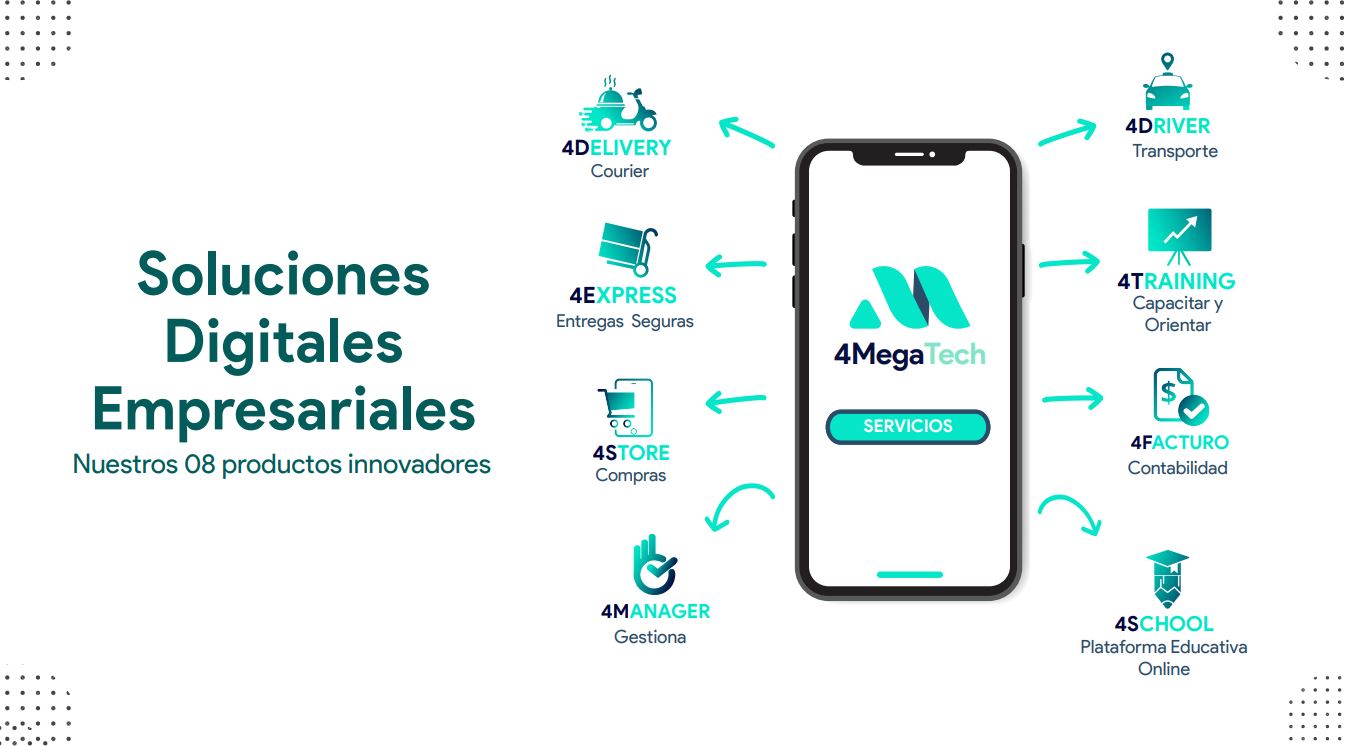 Soluciones
Digitales
Empresariales
Nuestros 08 productos innovadores
4DELIVERY
Courier
4EXPRESS
Entregas Seguras
4STORE
Compras
4MANAGER
Gestiona
4MegaTech
SERVICIOS
4DRIVER
Transporte
4TRAINING
Capacitar y
Orientar
$
4FACTURO
Contabilidad
4SCHOOL
Plataforma Educativa
Online